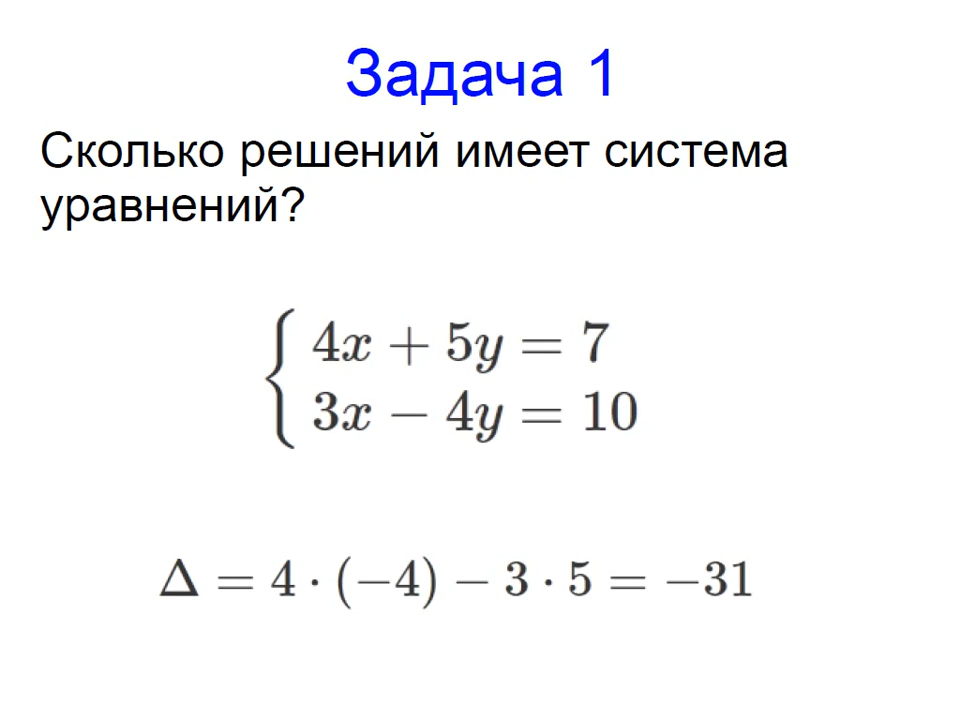 Задача 1
Сколько решений имеет система
уравнений?
4x + 5y = 7
3x − 4y = 10
Δ = 4 · (−4) − 3 · 5 = −31